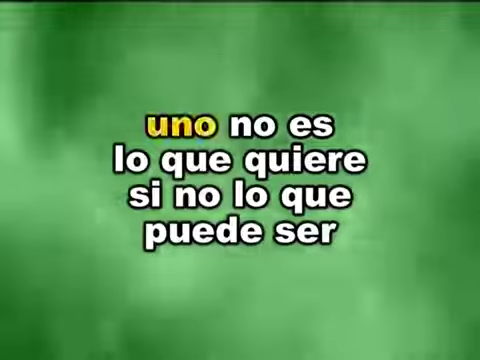 uno no es
lo que quiere
si no lo que
puede ser